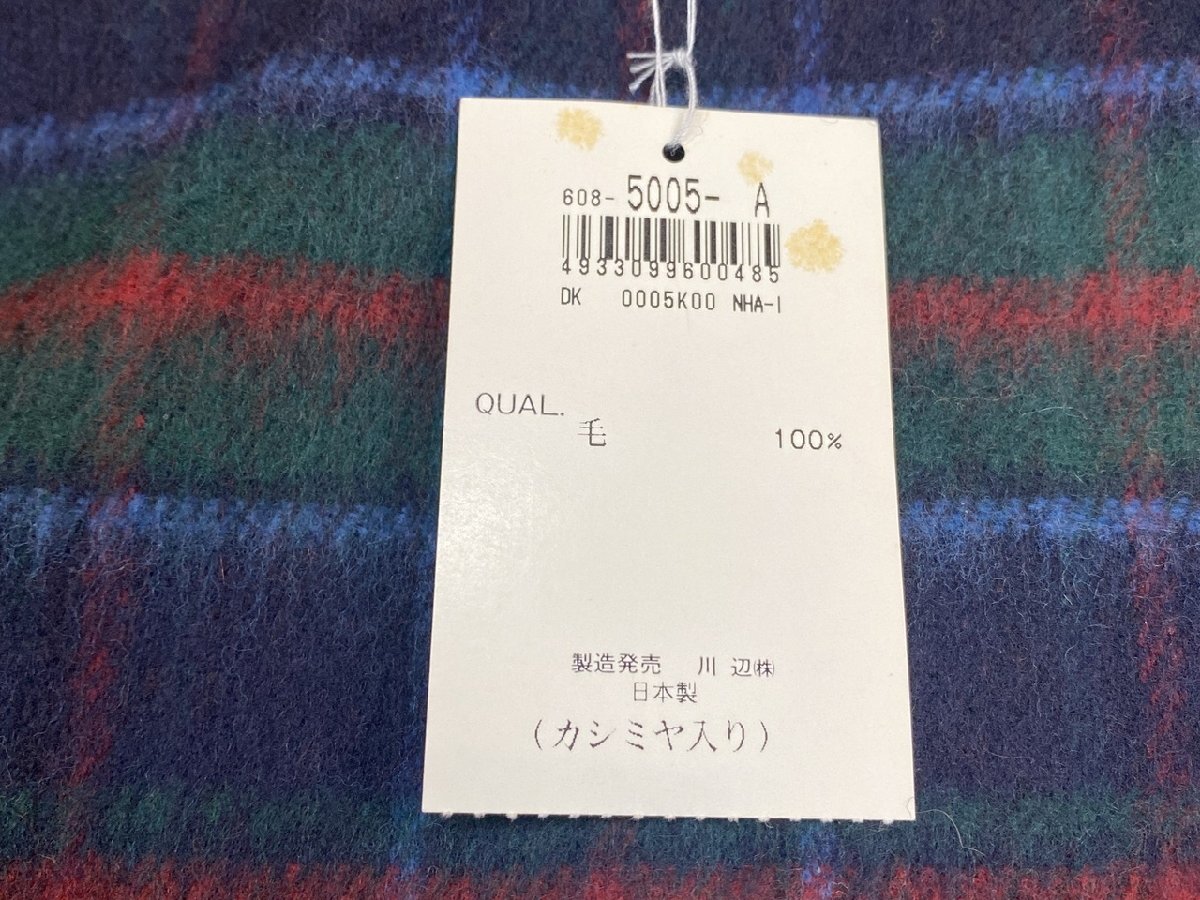 608- 5005- A
4933099600485
DK 0005K00 NHA-1
QUAL.
毛 100%
製造発売 川辺㈱
日本製
(カシミヤ入り)